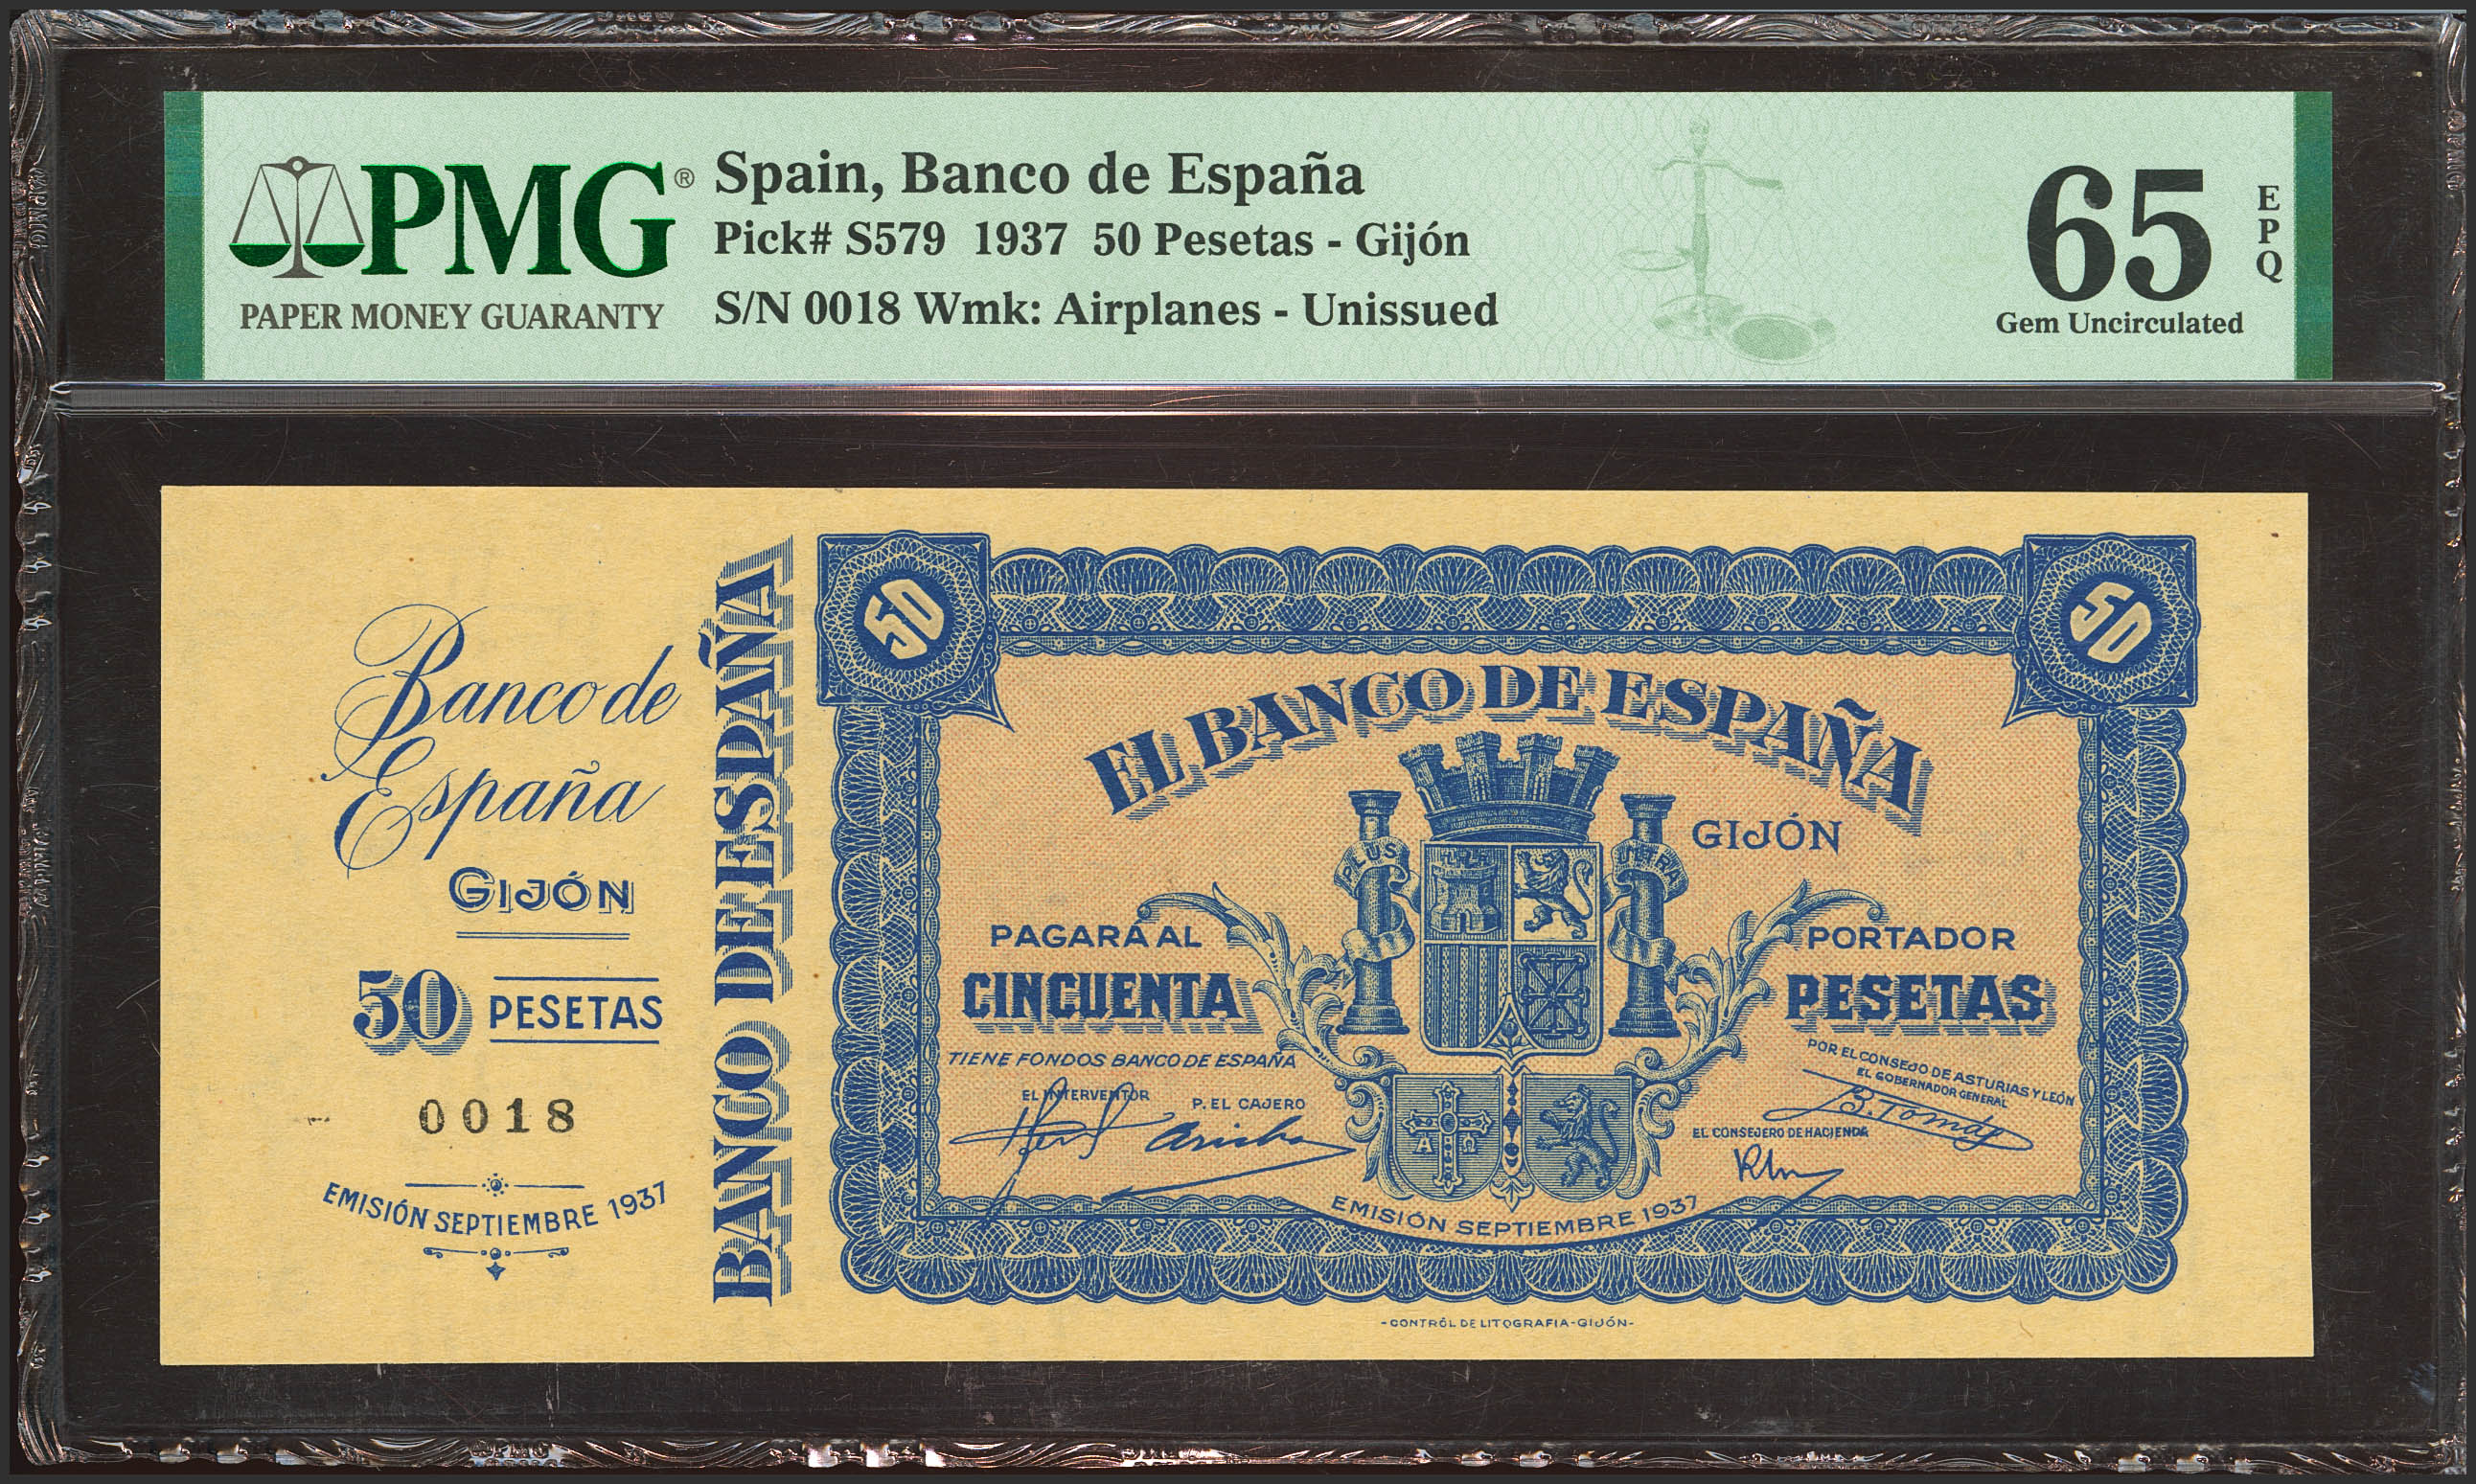 PMG®
PAPER MONEY GUARANTY
Spain, Banco de España
Pick# S579 1937 50 Pesetas - Gijón
S/N 0018 Wmk: Airplanes - Unissued
65
EPQ
Gem Uncirculated
Banco de
España
GIJÓN
50 PESETAS
0018
EMISIÓN SEPTIEMBRE 1937
BANCO DE ESPAÑA
50
50
EL BANCO DE ESPAÑA
GIJÓN
PLUS
UTRA
PAGARÁ AL
PORTADOR
CINCUENTA
PESETAS
TIENE FONDOS BANCO DE ESPAÑA
EL INTERVENTOR
P. EL CAJERO
POR EL CONSEJO DE ASTURIAS Y LEÓN
EL GOBERNADOR GENERAL
B. Tomás
EL CONSEJERO DE HACIENDA
A Ω
EMISIÓN SEPTIEMBRE 1937
-CONTRÔL DE LITOGRAFIA-GIJÓN-